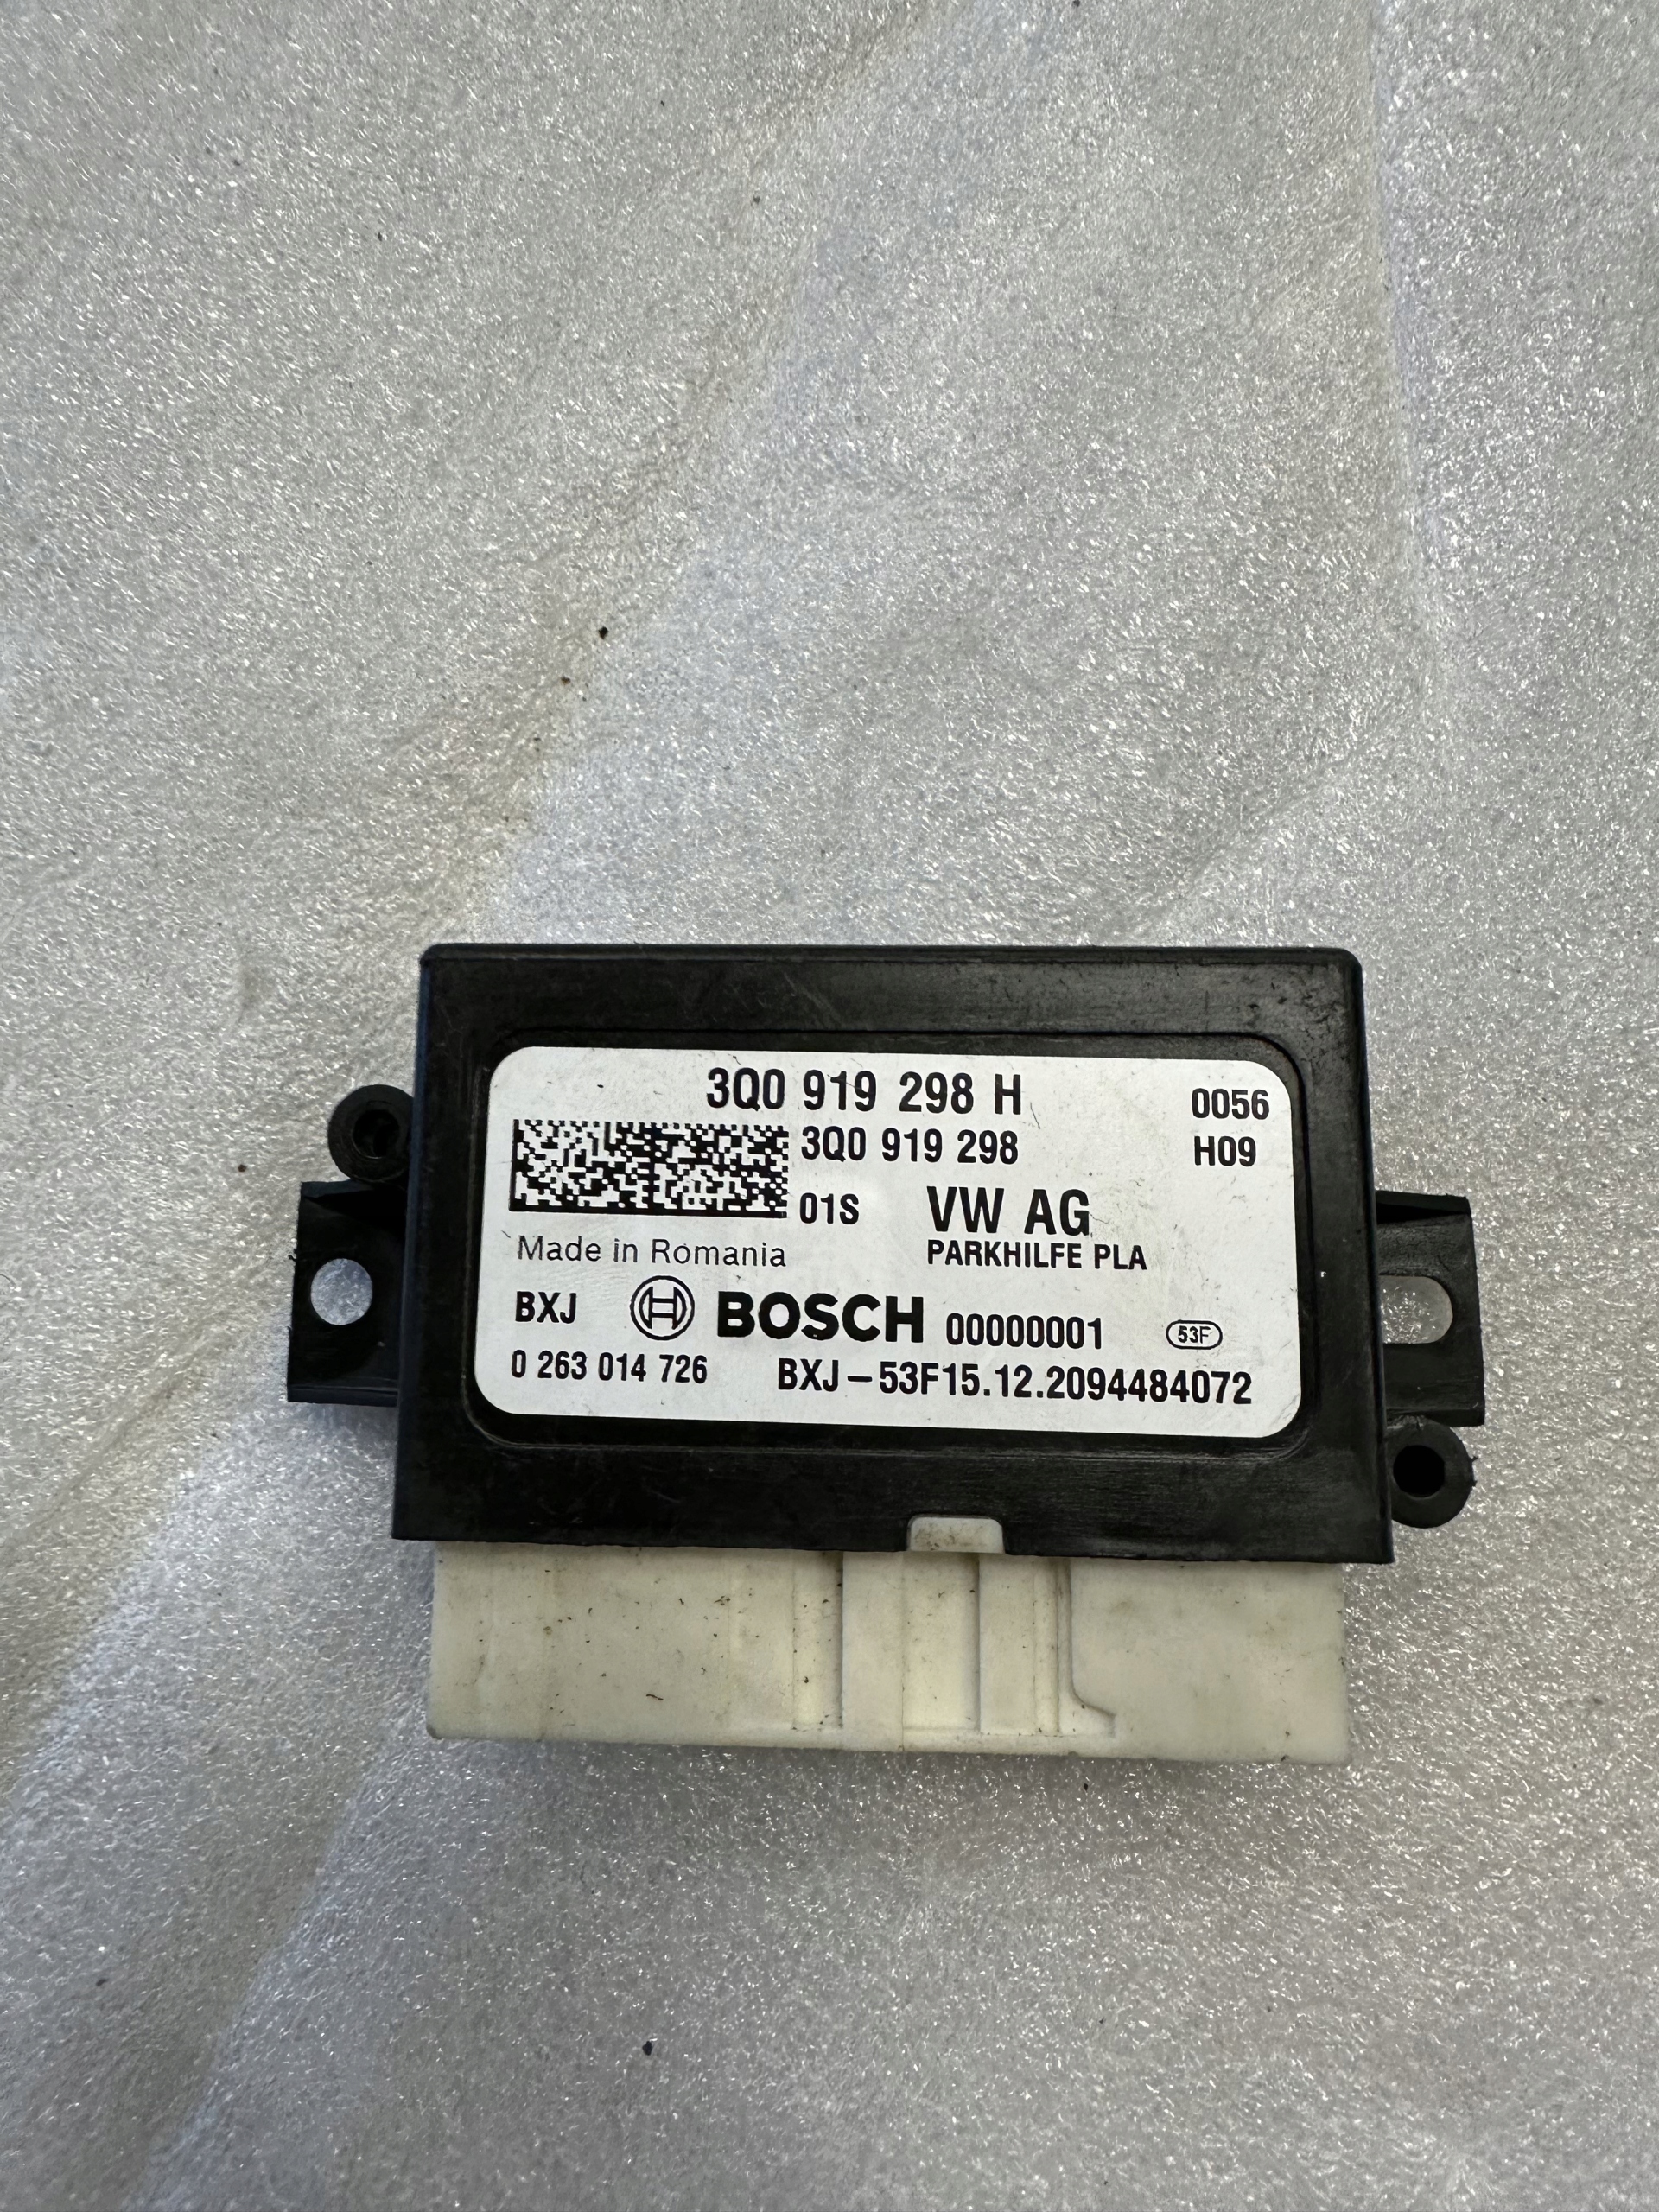 3Q0 919 298 H 0056
3Q0 919 298 H09
01S VW AG
Made in Romania PARKHILFE PLA
BXJ BOSCH 00000001 53F
0 263 014 726 BXJ-53F15.12.2094484072